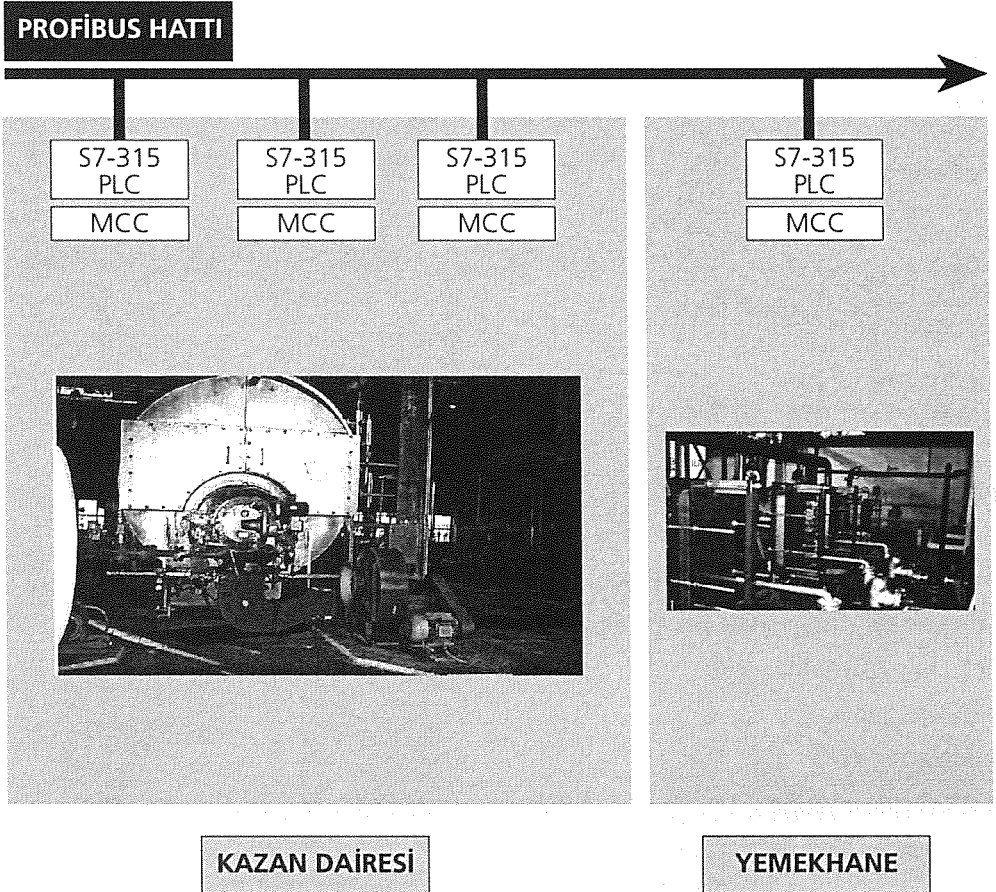 PROFİBUS HATTI
S7-315
PLC
MCC
S7-315
PLC
MCC
S7-315
PLC
MCC
S7-315
PLC
MCC
KAZAN DAİRESİ
YEMEKHANE